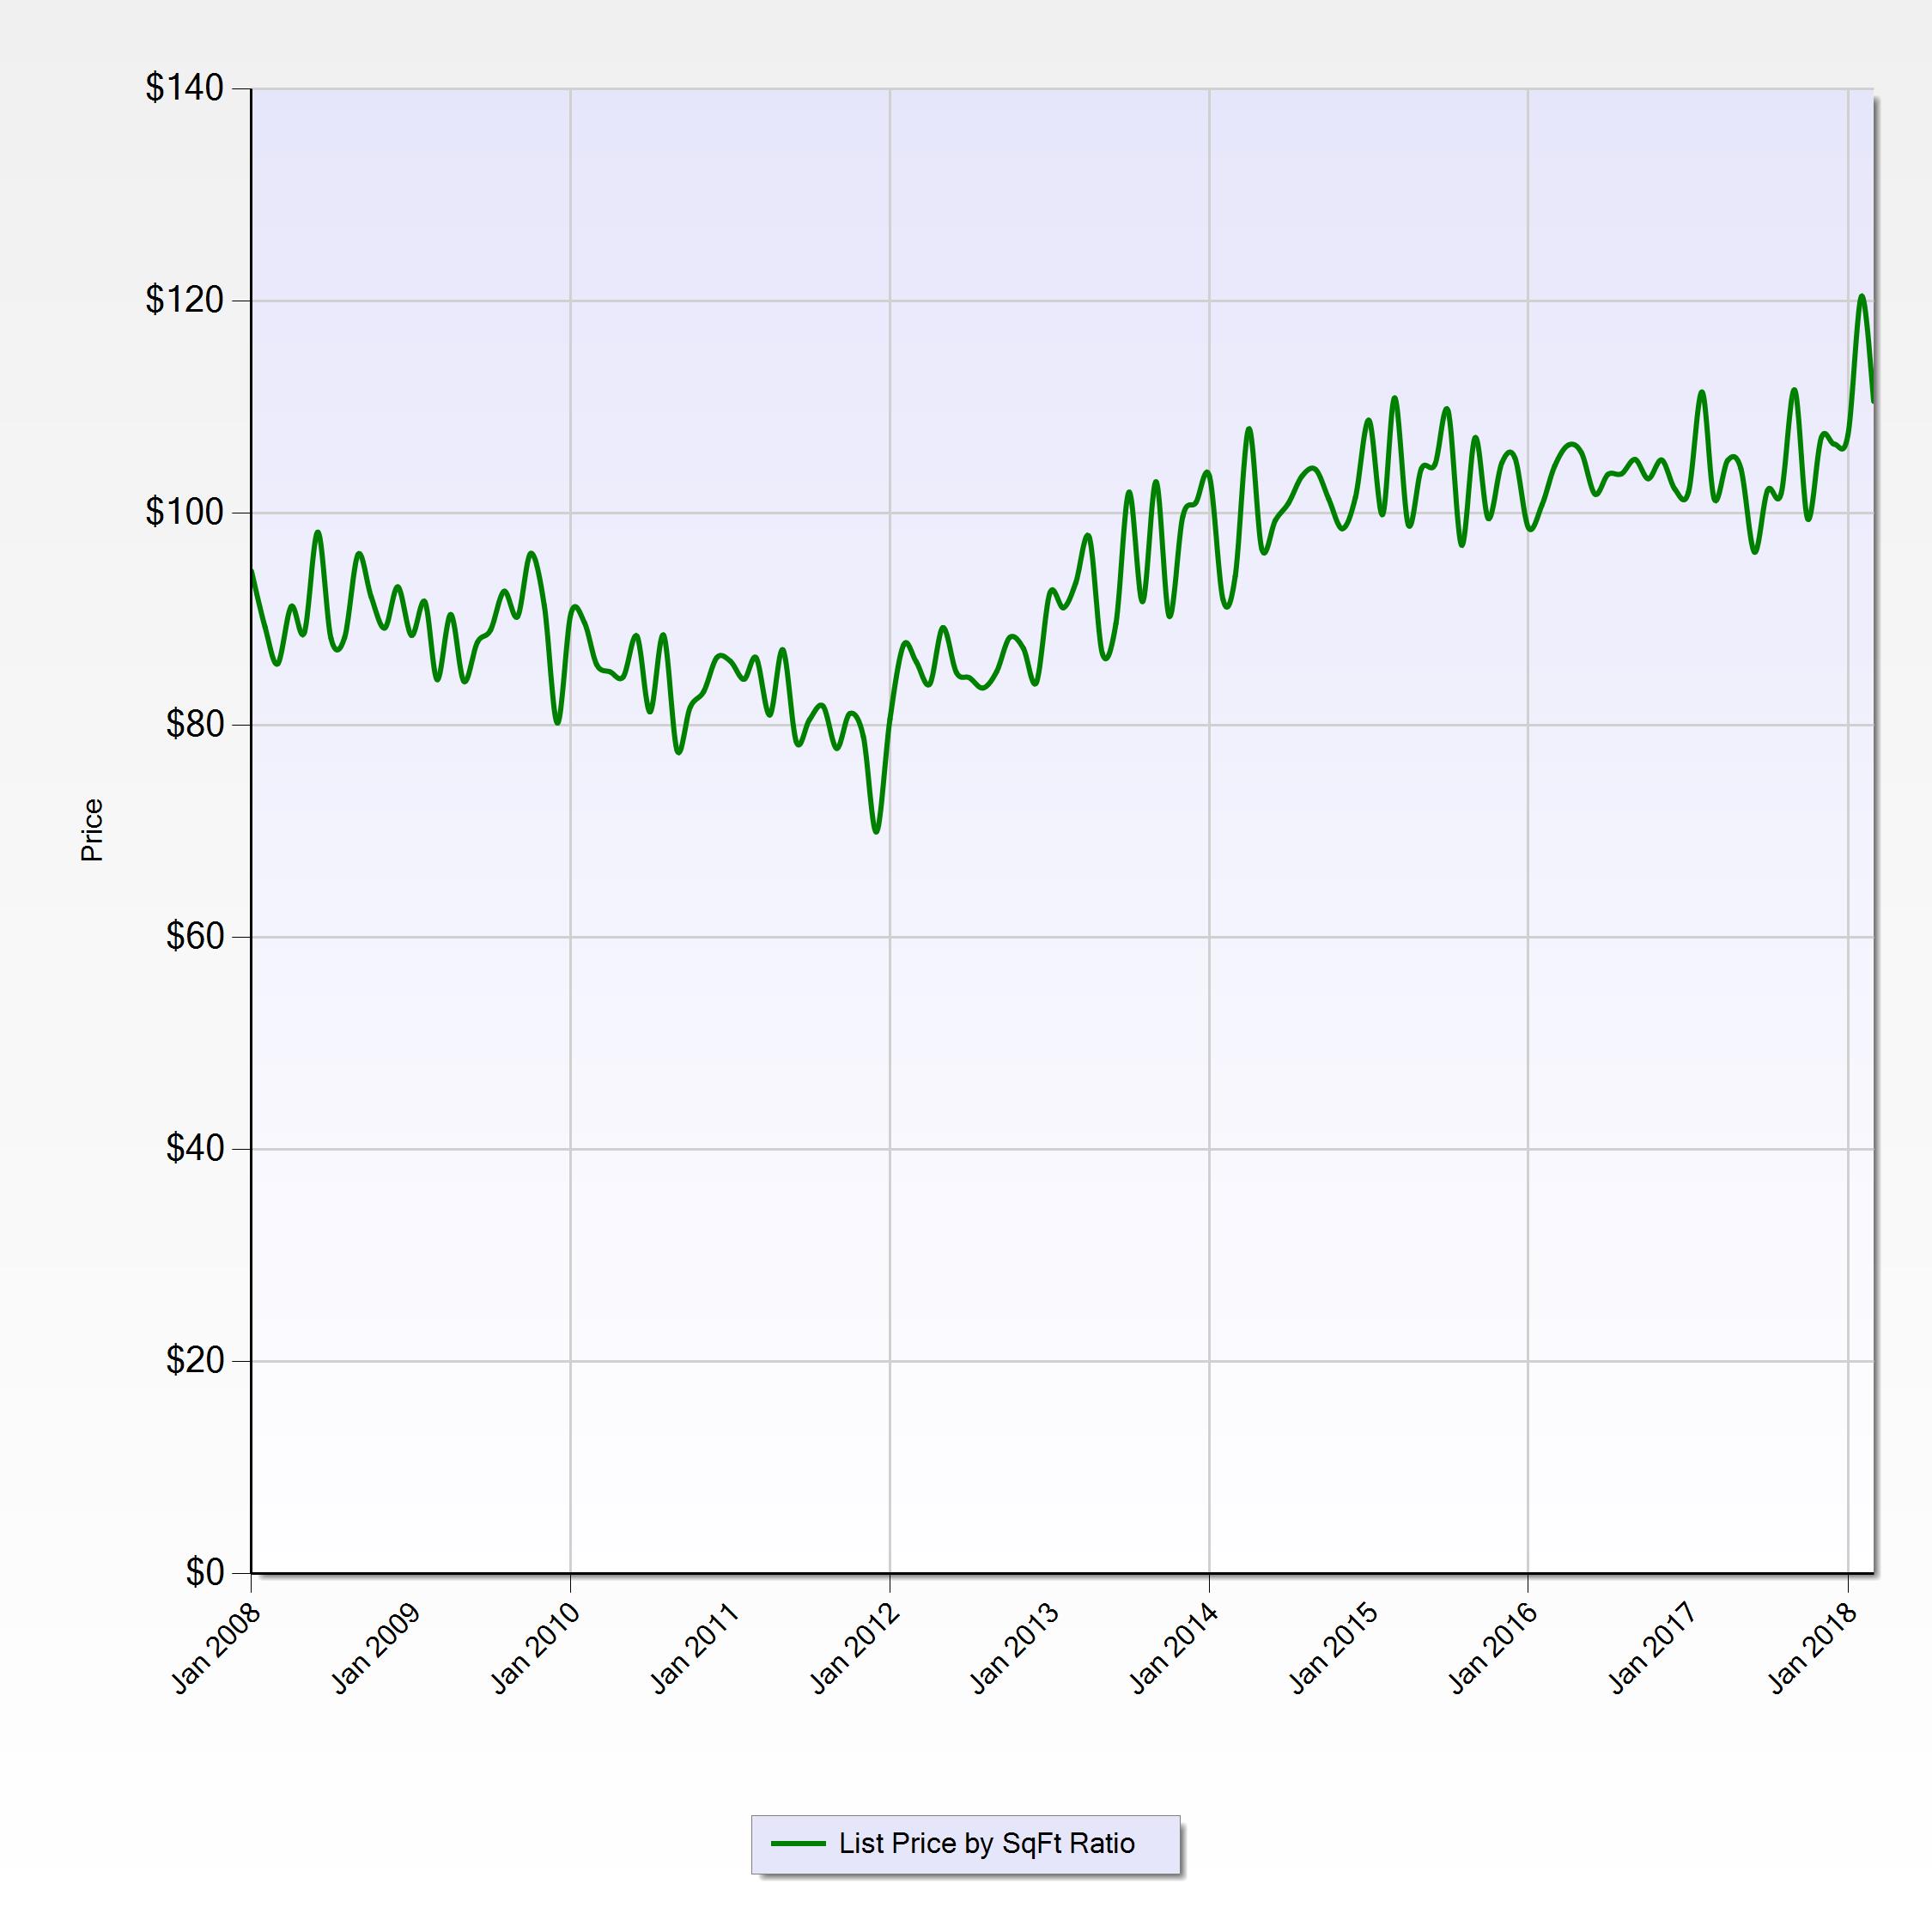 $140
$120
$100
$80
$60
$40
$20
$0
Price
Jan 2008
Jan 2009
Jan 2010
Jan 2011
Jan 2012
Jan 2013
Jan 2014
Jan 2015
Jan 2016
Jan 2017
Jan 2018
List Price by SqFt Ratio